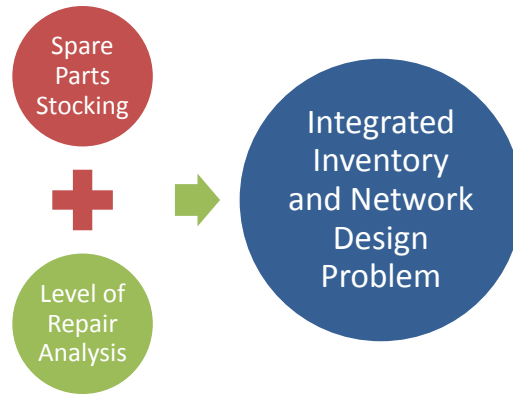 Spare
Parts
Stocking
Level of
Repair
Analysis
Integrated
Inventory
and Network
Design
Problem